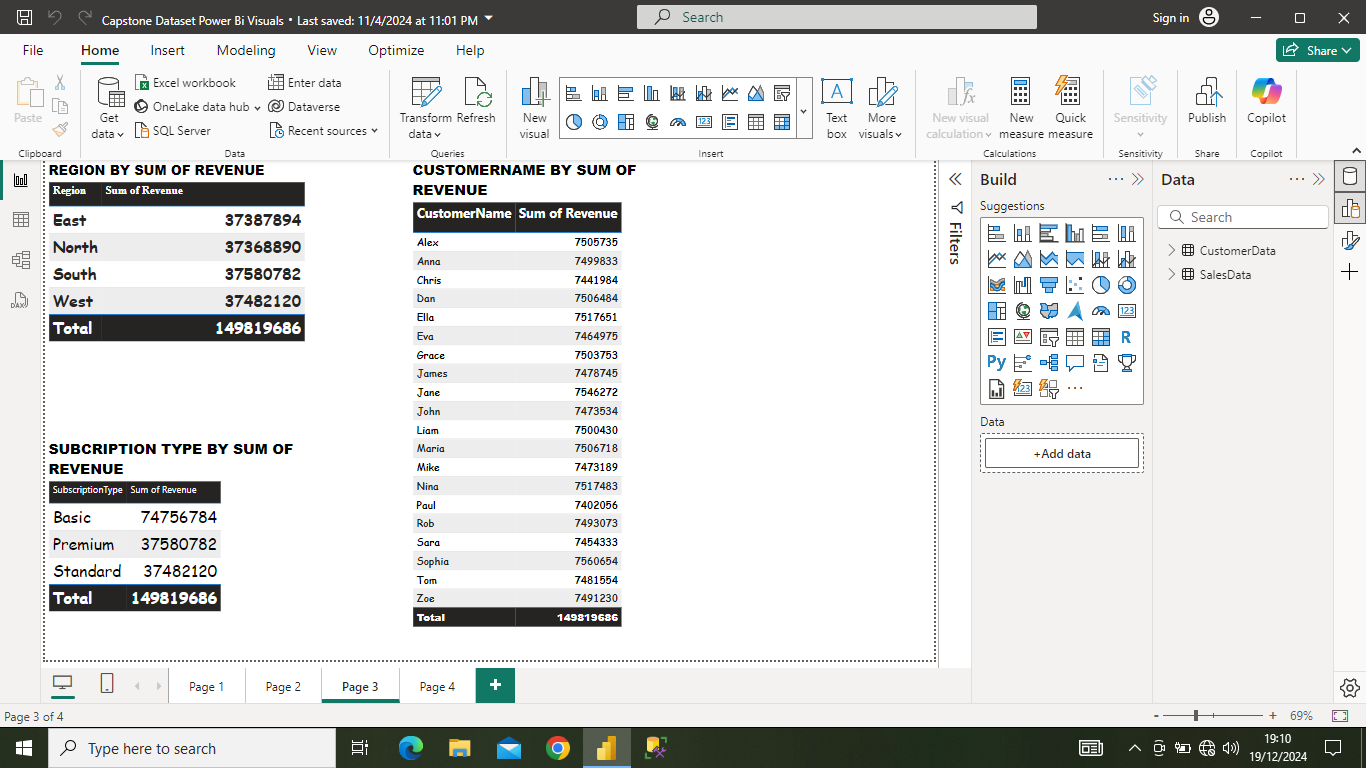 Capstone Dataset Power Bi Visuals • Last saved: 11/4/2024 at 11:01 PM
Search
Sign in
File
Home
Insert
Modeling
View
Optimize
Help
Share
Paste
Clipboard
Get data
Excel workbook
OneLake data hub
SQL Server
Enter data
Dataverse
Recent sources
Data
Transform data
Refresh
Queries
New visual
Text box
More visuals
Insert
New visual calculation
New measure
Quick measure
Calculations
Sensitivity
Sensitivity
Publish
Share
Copilot
Copilot
REGION BY SUM OF REVENUE
Region Sum of Revenue
East 37387894
North 37368890
South 37580782
West 37482120
Total 149819686
SUBCRIPTION TYPE BY SUM OF
REVENUE
SubscriptionType Sum of Revenue
Basic 74756784
Premium 37580782
Standard 37482120
Total 149819686
CUSTOMERNAME BY SUM OF
REVENUE
CustomerName Sum of Revenue
Alex 7505735
Anna 7499833
Chris 7441984
Dan 7506484
Ella 7517651
Eva 7464975
Grace 7503753
James 7478745
Jane 7546272
John 7473534
Liam 7500430
Maria 7506718
Mike 7473189
Nina 7517483
Paul 7402056
Rob 7493073
Sara 7454333
Sophia 7560654
Tom 7481554
Zoe 7491230
Total 149819686
Filters
Build
Suggestions
R
Py
123
Data
+Add data
Data
Search
CustomerData
SalesData
Page 1
Page 2
Page 3
Page 4
Page 3 of 4
- + 69%
Type here to search
19:10
19/12/2024